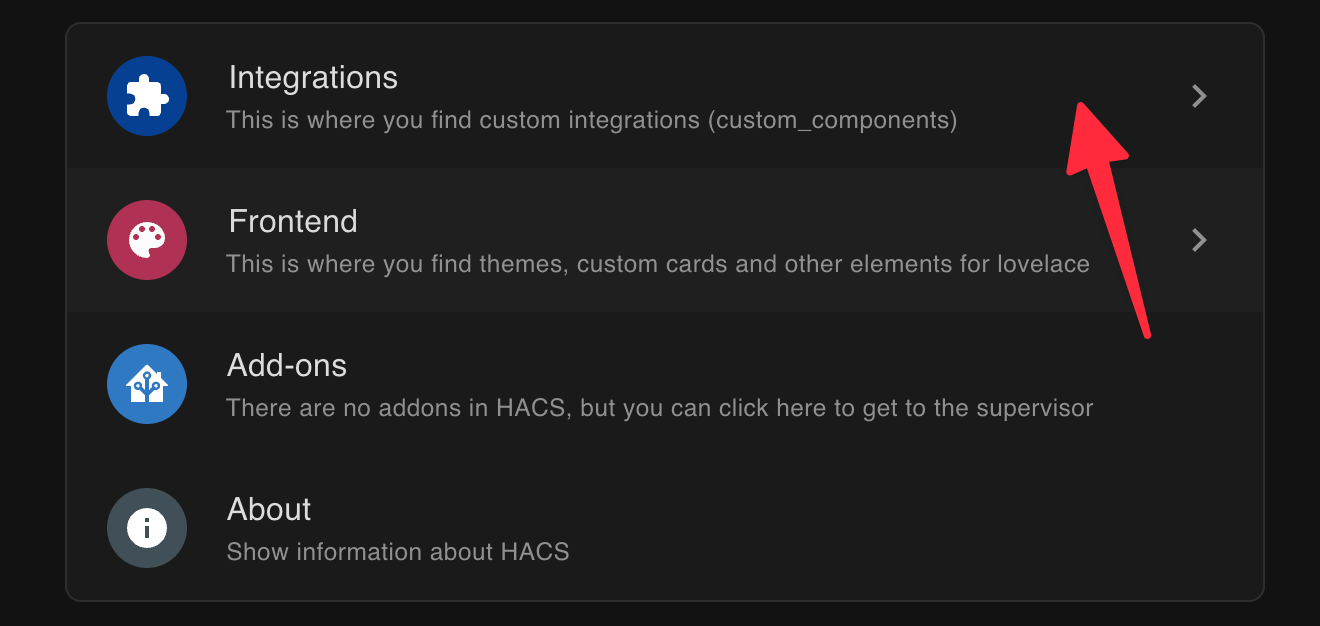 Integrations
This is where you find custom integrations (custom_components)
Frontend
This is where you find themes, custom cards and other elements for lovelace
Add-ons
There are no addons in HACS, but you can click here to get to the supervisor
About
Show information about HACS